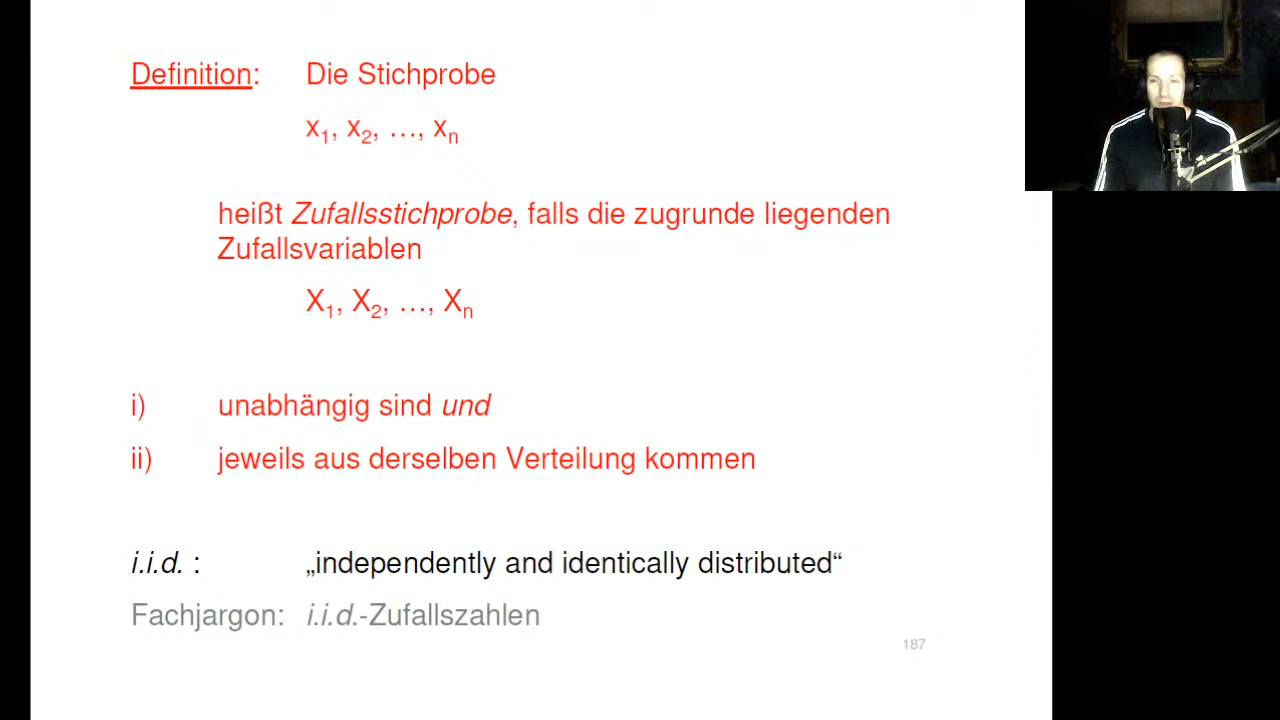 Definition: Die Stichprobe
x1, x2, …, xn
heißt Zufallsstichprobe, falls die zugrunde liegenden
Zufallsvariablen
X1, X2, …, Xn
i) unabhängig sind und
ii) jeweils aus derselben Verteilung kommen
i.i.d. : „independently and identically distributed“
Fachjargon: i.i.d.-Zufallszahlen
187